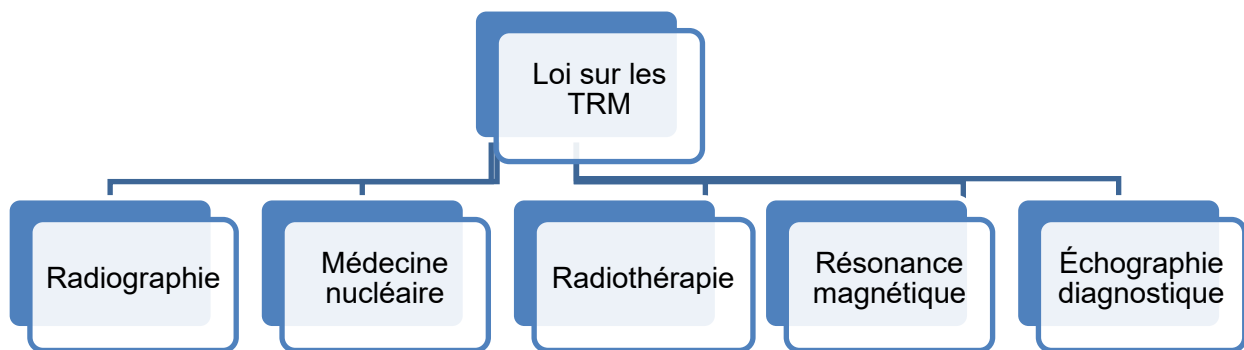 Loi sur les
TRM
Radiographie
Médecine
nucléaire
Radiothérapie
Résonance
magnétique
Échographie
diagnostique